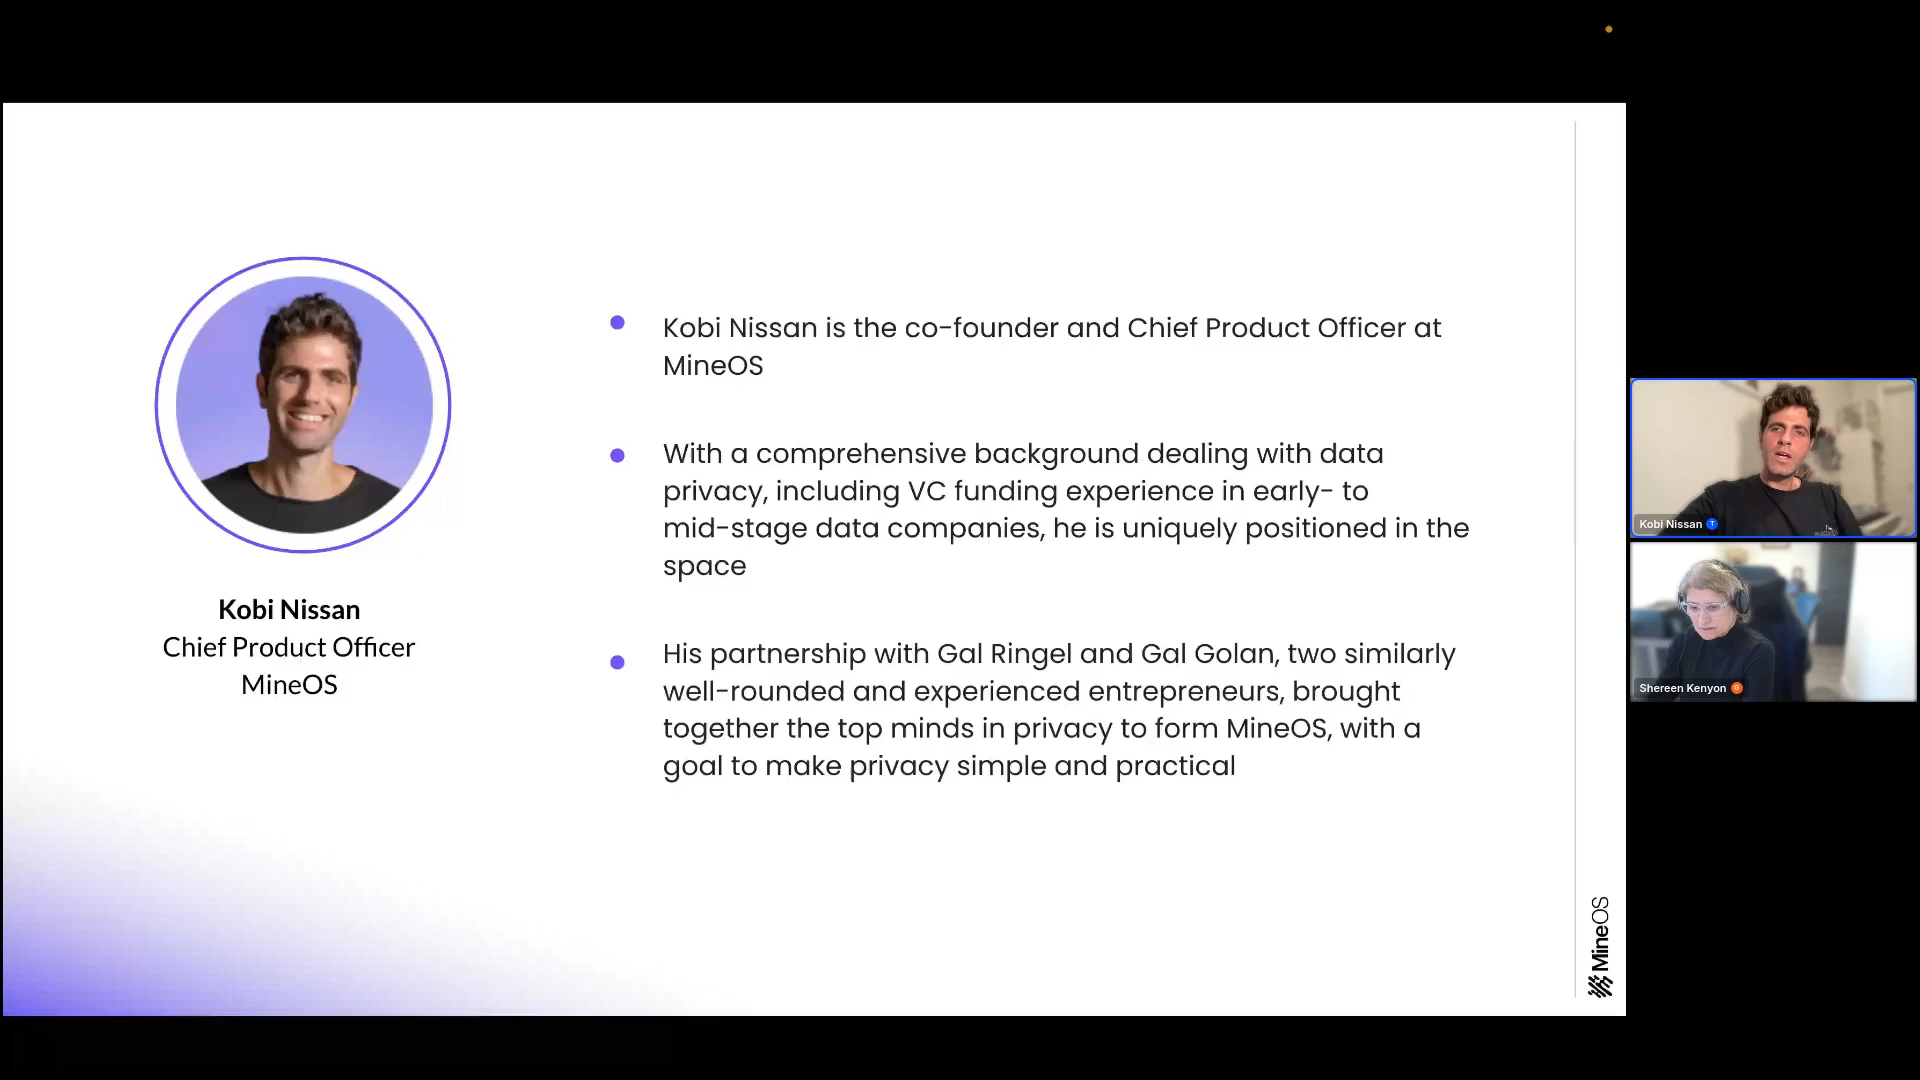 Kobi Nissan is the co-founder and Chief Product Officer at
MineOS
With a comprehensive background dealing with data
privacy, including VC funding experience in early- to
mid-stage data companies, he is uniquely positioned in the
space
His partnership with Gal Ringel and Gal Golan, two similarly
well-rounded and experienced entrepreneurs, brought
together the top minds in privacy to form MineOS, with a
goal to make privacy simple and practical
Kobi Nissan
Chief Product Officer
MineOS
MineOS
Kobi Nissan
Shereen Kenyon